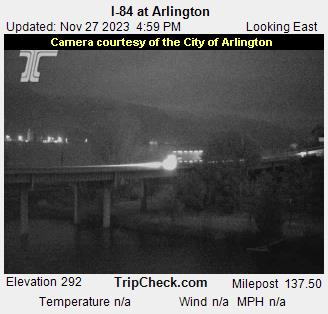 I-84 at Arlington
Updated: Nov 27 2023 4:59 PM Looking East
Camera courtesy of the City of Arlington
Elevation 292 TripCheck.com Milepost 137.50
Temperature n/a Wind n/a MPH n/a